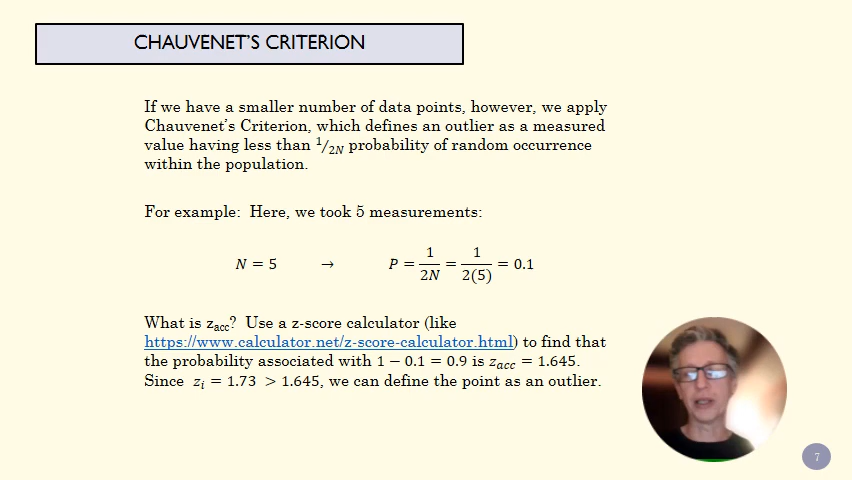 CHAUVENET'S CRITERION
If we have a smaller number of data points, however, we apply
Chauvenet's Criterion, which defines an outlier as a measured
value having less than 1/2N probability of random occurrence
within the population.
For example: Here, we took 5 measurements:
N = 5 → P = 1/2N = 1/2(5) = 0.1
What is zacc? Use a z-score calculator (like
https://www.calculator.net/z-score-calculator.html) to find that
the probability associated with 1 − 0.1 = 0.9 is zacc = 1.645.
Since zi = 1.73 > 1.645, we can define the point as an outlier.
7